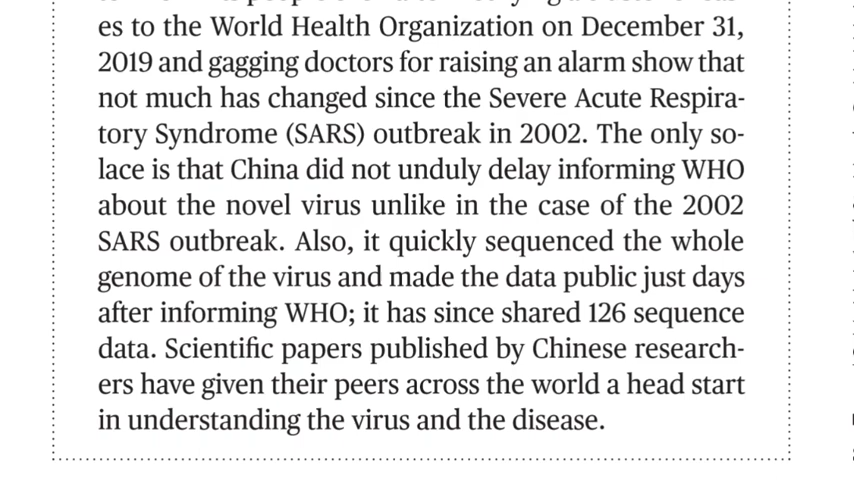 es to the World Health Organization on December 31,
2019 and gagging doctors for raising an alarm show that
not much has changed since the Severe Acute Respira-
tory Syndrome (SARS) outbreak in 2002. The only so-
lace is that China did not unduly delay informing WHO
about the novel virus unlike in the case of the 2002
SARS outbreak. Also, it quickly sequenced the whole
genome of the virus and made the data public just days
after informing WHO; it has since shared 126 sequence
data. Scientific papers published by Chinese research-
ers have given their peers across the world a head start
in understanding the virus and the disease.